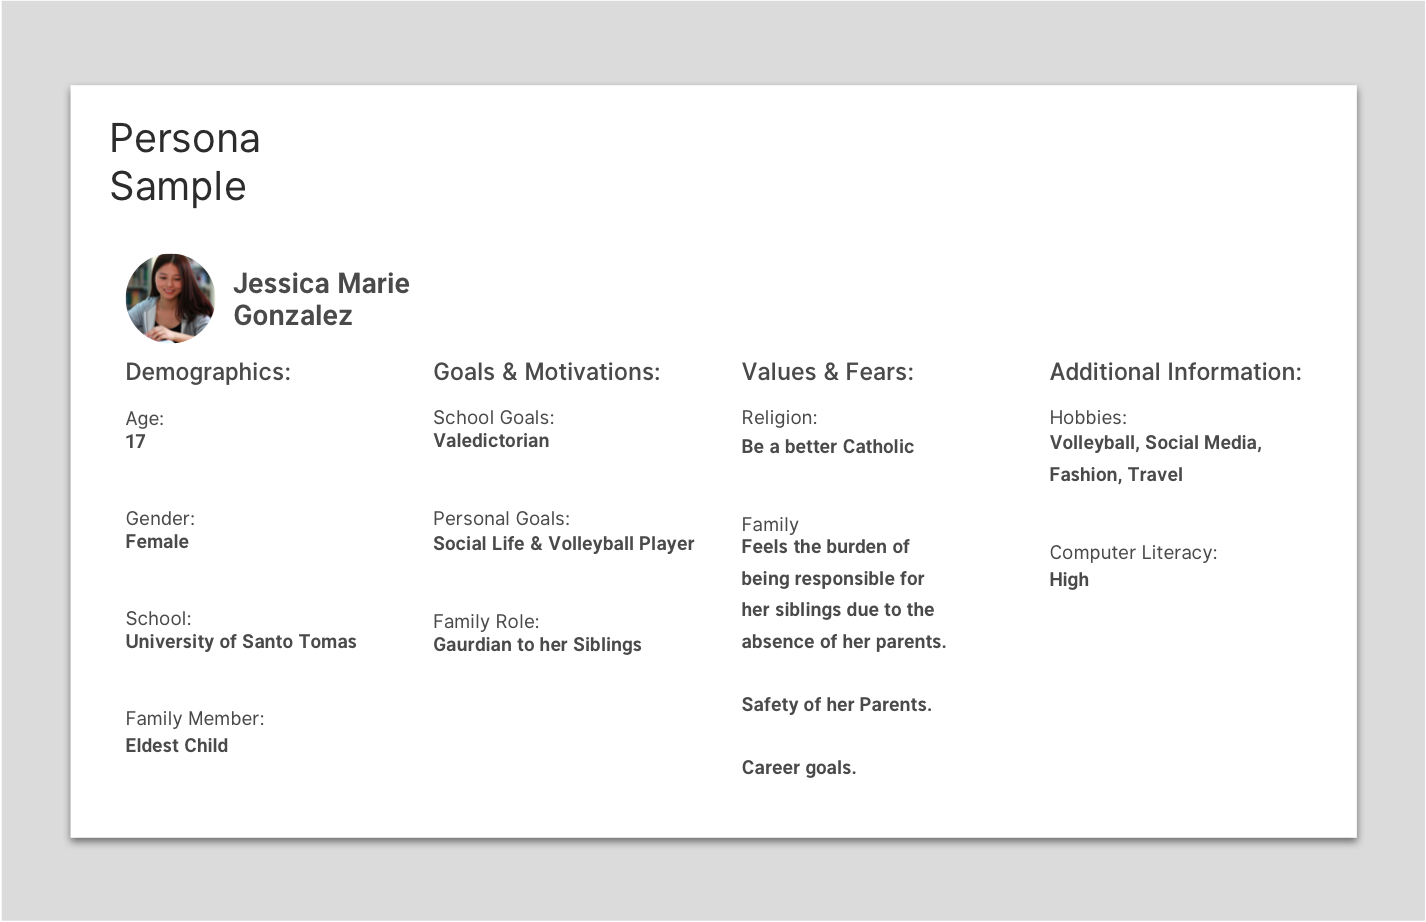 Persona
Sample
Jessica Marie
Gonzalez
Demographics:
Age:
17
Gender:
Female
School:
University of Santo Tomas
Family Member:
Eldest Child
Goals & Motivations:
School Goals:
Valedictorian
Personal Goals:
Social Life & Volleyball Player
Family Role:
Gaurdian to her Siblings
Values & Fears:
Religion:
Be a better Catholic
Family
Feels the burden of
being responsible for
her siblings due to the
absence of her parents.
Safety of her Parents.
Career goals.
Additional Information:
Hobbies:
Volleyball, Social Media,
Fashion, Travel
Computer Literacy:
High